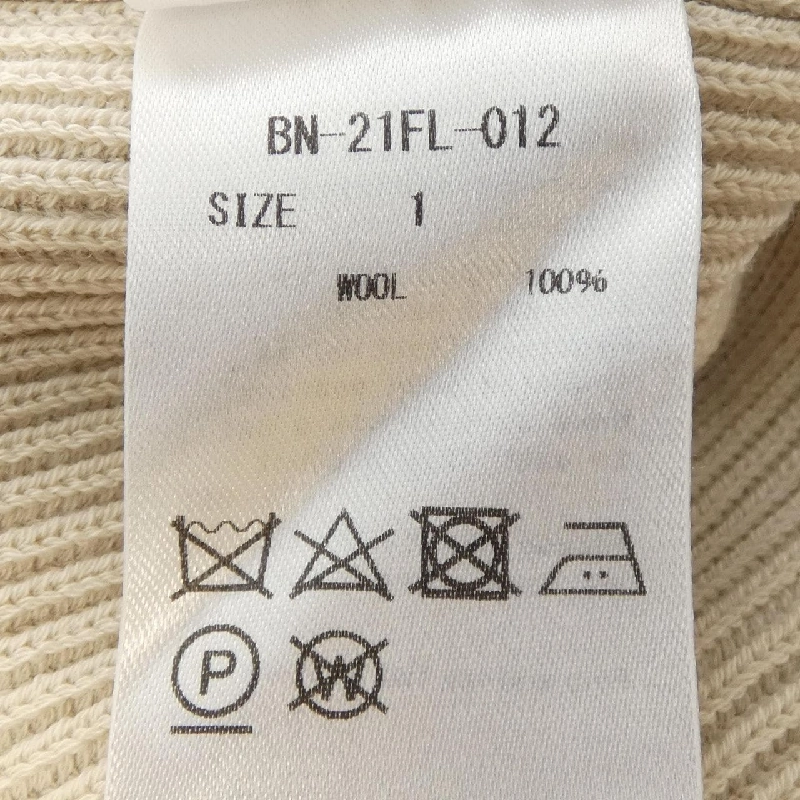 BN-21FL-012
SIZE 1
WOOL 100%
P W